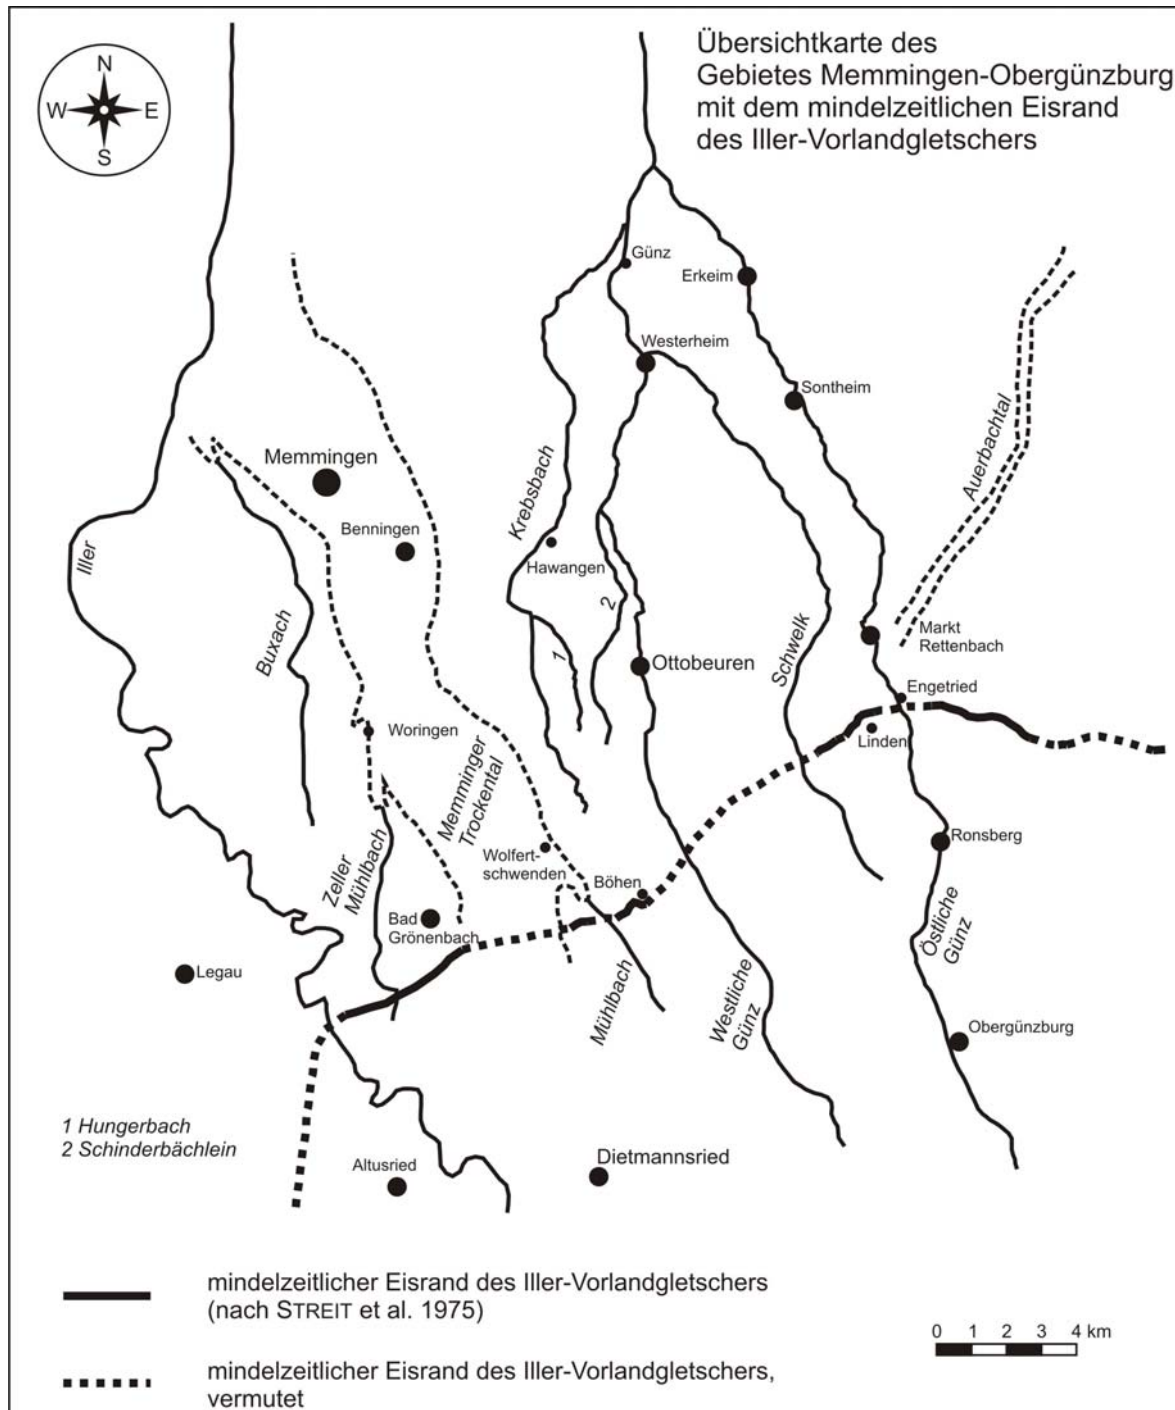 Übersichtkarte des
Gebietes Memmingen-Obergünzburg
mit dem mindelzeitlichen Eisrand
des Iller-Vorlandgletschers
N
W
E
S
Günz
Erkeim
Westerheim
Sontheim
Auerbachtal
Memmingen
Krebsbach
Benningen
Iller
Hawangen
2
Buxach
1
Ottobeuren
Schwelk
Markt
Rettenbach
Engetried
Linden
Woringen
Memminger
Trockental
Wolfert-
schwenden
Ronsberg
Zeller
Mühlbach
Böhen
Bad
Grönenbach
Östliche
Günz
Legau
Mühlbach
Westliche
Günz
Obergünzburg
1 Hungerbach
2 Schinderbächlein
Altusried
Dietmannsried
mindelzeitlicher Eisrand des Iller-Vorlandgletschers
(nach STREIT et al. 1975)
0 1 2 3 4 km
mindelzeitlicher Eisrand des Iller-Vorlandgletschers,
vermutet